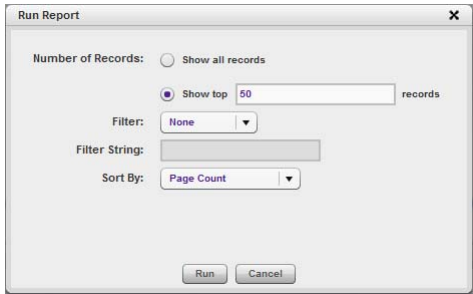 Run Report
Number of Records: Show all records
Show top 50 records
Filter: None
Filter String:
Sort By: Page Count
Run Cancel